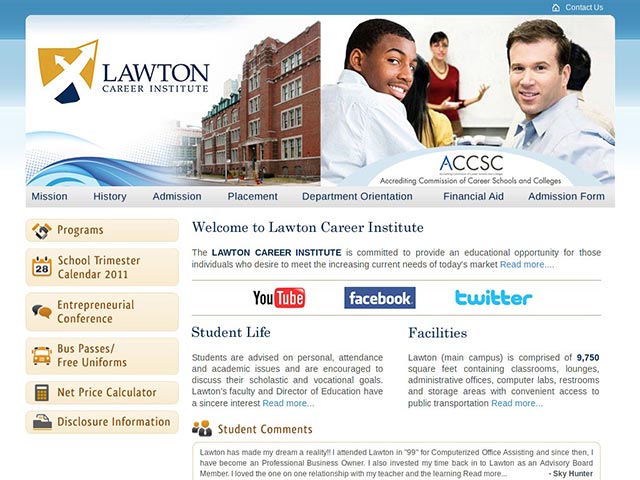 Contact Us
LAWTON
CAREER INSTITUTE
ACCSC
Accrediting Commission of Career Schools and Colleges
Mission History Admission Placement Department Orientation Financial Aid Admission Form
Programs
School Trimester
Calendar 2011
28
Entrepreneurial
Conference
Bus Passes/
Free Uniforms
Net Price Calculator
Disclosure Information
Welcome to Lawton Career Institute
The LAWTON CAREER INSTITUTE is committed to provide an educational opportunity for those
individuals who desire to meet the increasing current needs of today's market Read more....
YouTube facebook twitter
Student Life
Students are advised on personal, attendance
and academic issues and are encouraged to
discuss their scholastic and vocational goals.
Lawton's faculty and Director of Education have
a sincere interest Read more...
Facilities
Lawton (main campus) is comprised of 9,750
square feet containing classrooms, lounges,
administrative offices, computer labs, restrooms
and storage areas with convenient access to
public transportation Read more...
Student Comments
Lawton has made my dream a reality!! I attended Lawton in "99" for Computerized Office Assisting and since then, I
have become an Professional Business Owner. I also invested my time back in to Lawton as an Advisory Board
Member. I loved the one on one relationship with my teacher and the learning Read more... - Sky Hunter